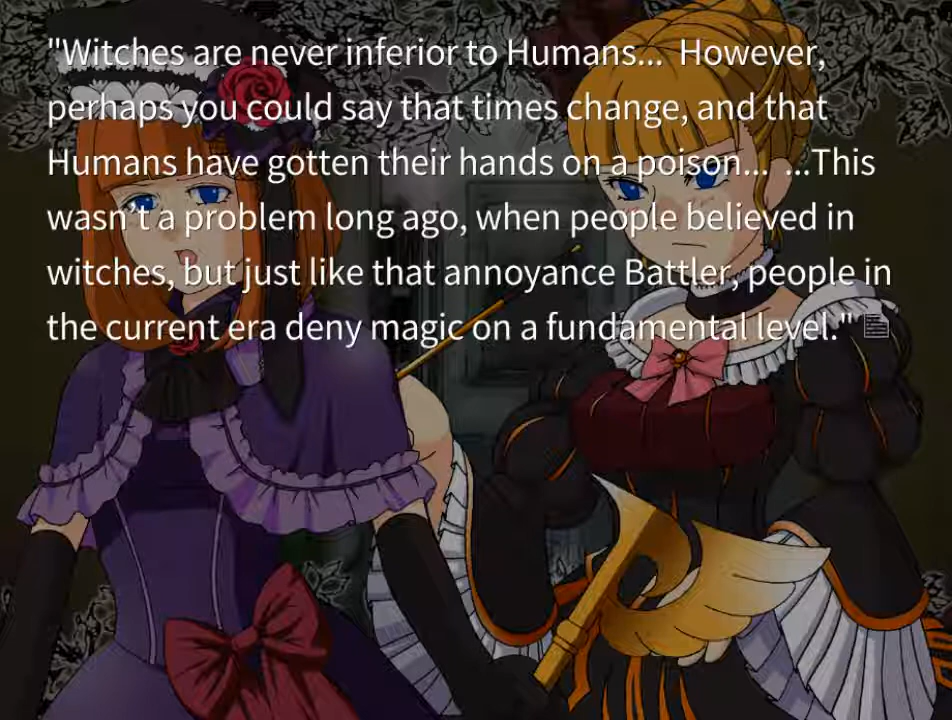 "Witches are never inferior to Humans...  However,
perhaps you could say that times change, and that
Humans have gotten their hands on a poison...  ...This
wasn't a problem long ago, when people believed in
witches, but just like that annoyance Battler, people in
the current era deny magic on a fundamental level."